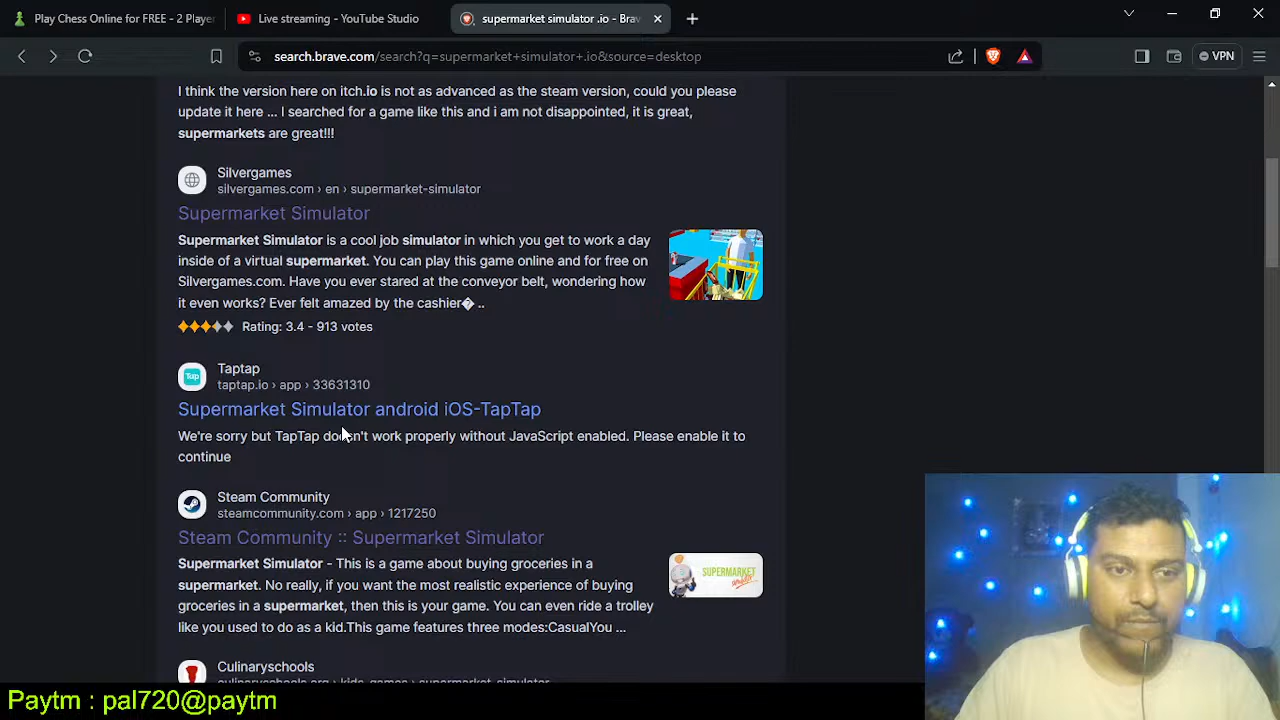 Play Chess Online for FREE - 2 Player
Live streaming - YouTube Studio
supermarket simulator .io - Brav
search.brave.com/search?q=supermarket+simulator+.io&source=desktop
VPN
I think the version here on itch.io is not as advanced as the steam version, could you please
update it here ... I searched for a game like this and i am not disappointed, it is great,
supermarkets are great!!!
Silvergames
silvergames.com › en › supermarket-simulator
Supermarket Simulator
Supermarket Simulator is a cool job simulator in which you get to work a day
inside of a virtual supermarket. You can play this game online and for free on
Silvergames.com. Have you ever stared at the conveyor belt, wondering how
it even works? Ever felt amazed by the cashier� ..
Rating: 3.4 - 913 votes
Taptap
taptap.io › app › 33631310
Supermarket Simulator android iOS-TapTap
We're sorry but TapTap doesn't work properly without JavaScript enabled. Please enable it to
continue
Steam Community
steamcommunity.com › app › 1217250
Steam Community :: Supermarket Simulator
Supermarket Simulator - This is a game about buying groceries in a
supermarket. No really, if you want the most realistic experience of buying
groceries in a supermarket, then this is your game. You can even ride a trolley
like you used to do as a kid.This game features three modes:CasualYou ...
SUPERMARKET
simulator
Culinaryschools
culinaryschools.org › kids-games › supermarket-simulator
Paytm : pal720@paytm